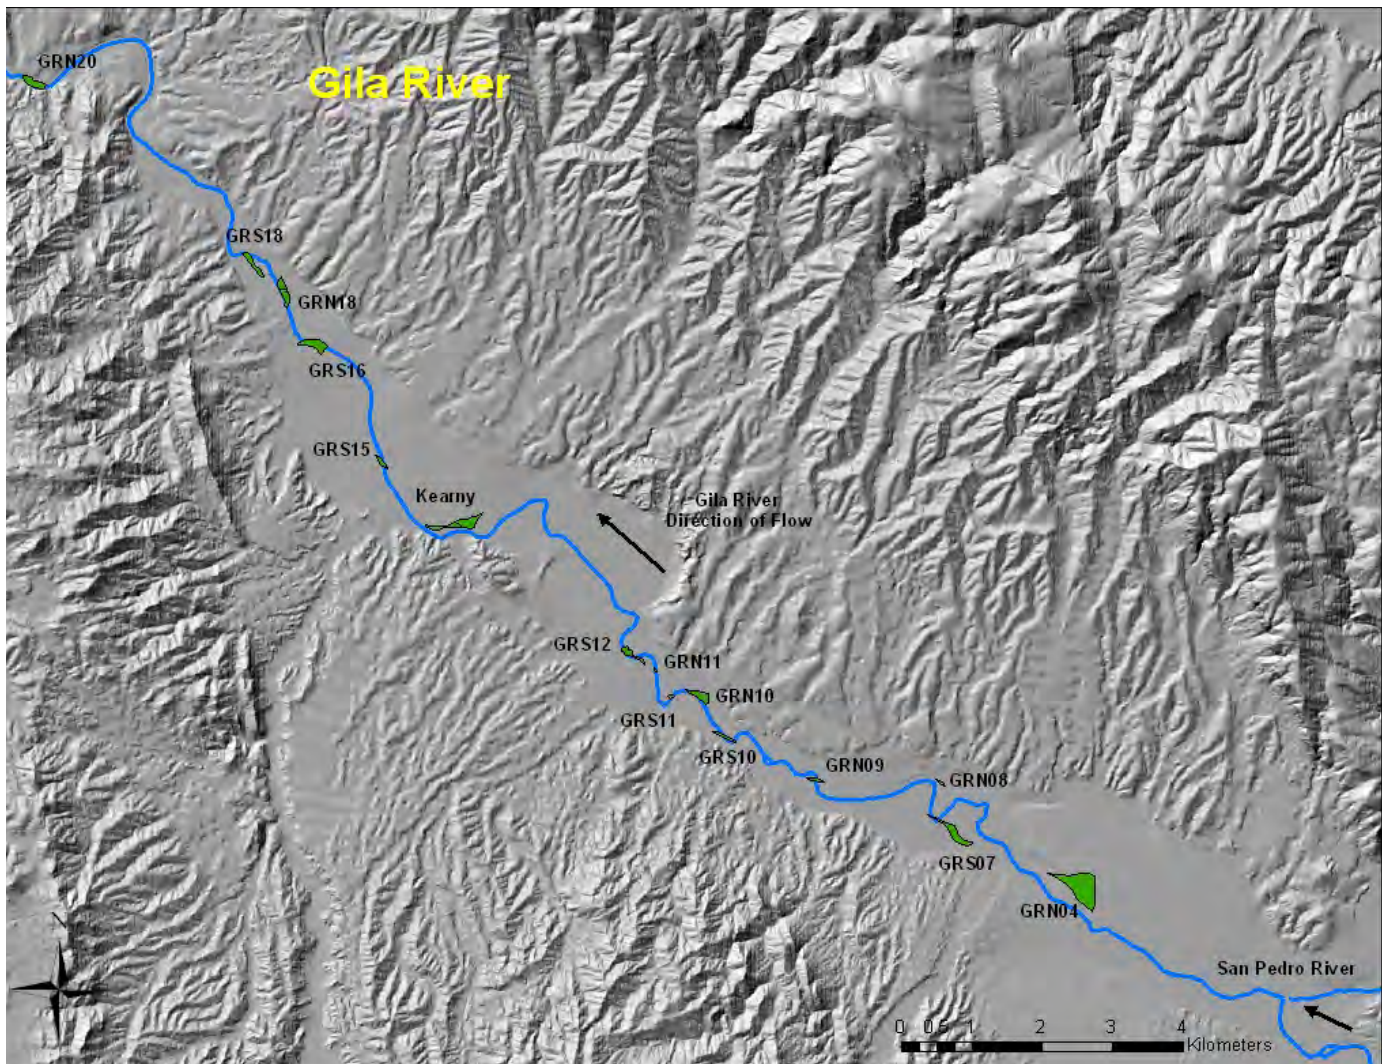 GRN20
Gila River
GRS18
GRN18
GRS16
GRS15
Kearny
Gila River
Direction of Flow
GRS12
GRN11
GRN10
GRS11
GRS10
GRN09
GRN08
GRS07
GRN04
San Pedro River
N
0 0.5 1 2 3 4
Kilometers